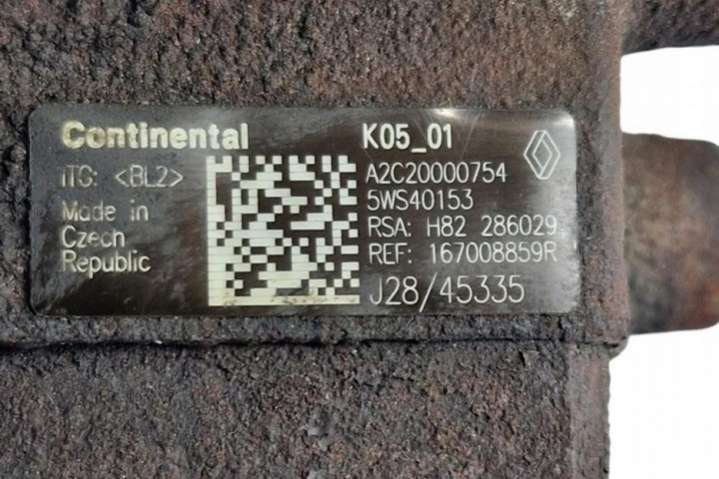 Continental
iTG: <BL2>
Made in
Czech
Republic
K05_01
A2C20000754
5WS40153
RSA: H82 286029
REF: 167008859R
J28/45335